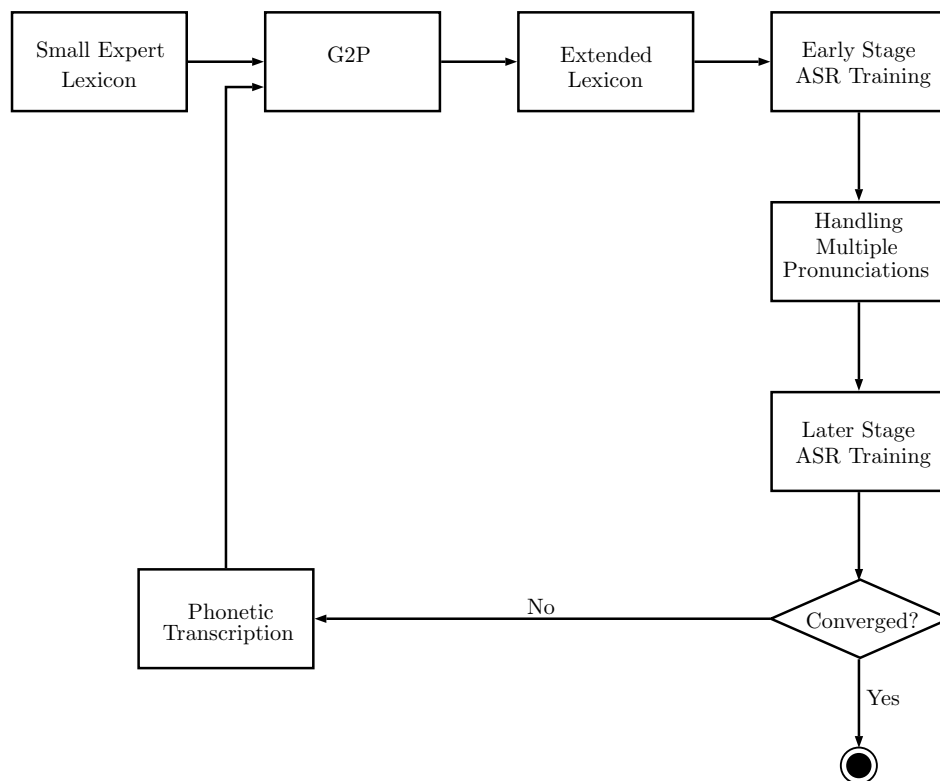 Small Expert
Lexicon
G2P
Extended
Lexicon
Early Stage
ASR Training
Handling
Multiple
Pronunciations
Later Stage
ASR Training
Converged?
No
Phonetic
Transcription
Yes